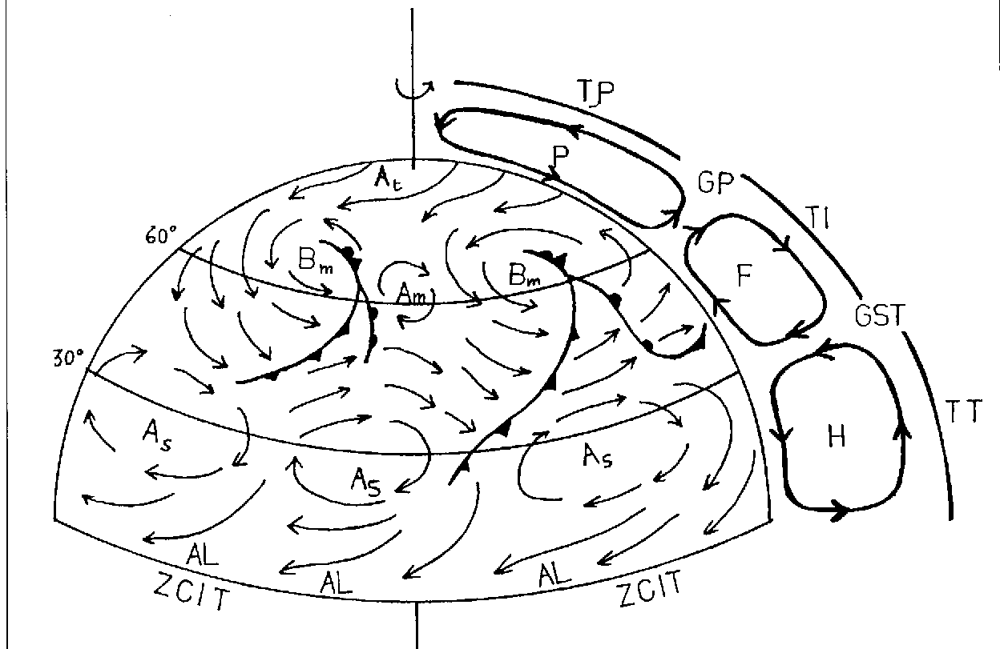 TP
P
GP
At
TI
60°
Bm
Am
Bm
F
GST
30°
As
H
TT
As
As
AL
AL
AL
ZCIT
ZCIT